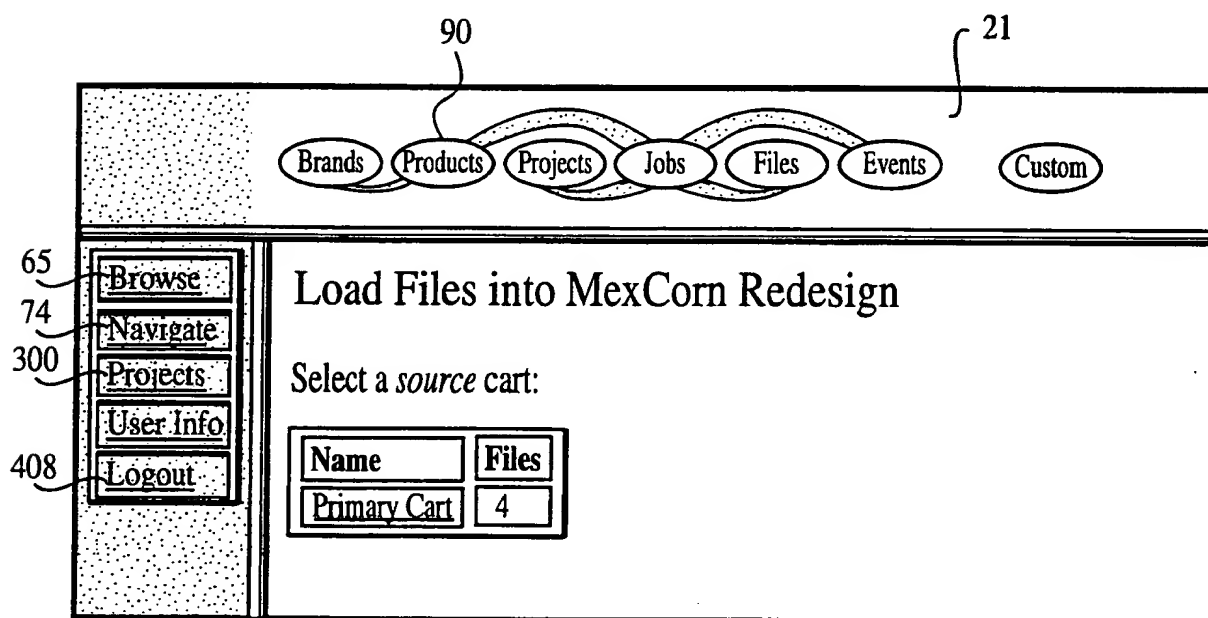 90
21
Brands Products Projects Jobs Files Events Custom
65
Browse
74
Navigate
300
Projects
User Info
408
Logout
Load Files into MexCorn Redesign
Select a source cart:
Name Files
Primary Cart 4